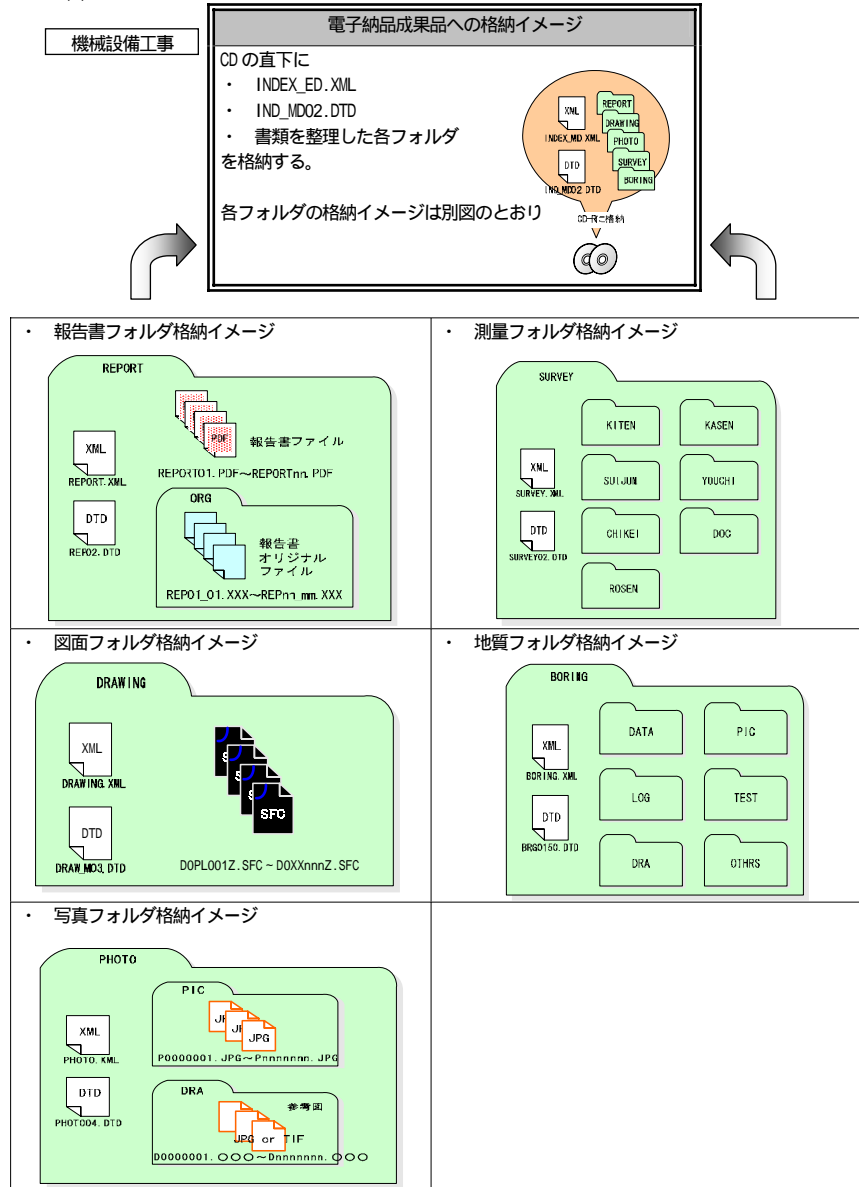 機械設備工事
電子納品成果品への格納イメージ
CDの直下に
・ INDEX_ED.XML
・ IND_MD02.DTD
・ 書類を整理した各フォルダ
を格納する。
各フォルダの格納イメージは別図のとおり
XML
INDEX_MD.XML
DTD
IND_MD02.DTD
REPORT
DRAWING
PHOTO
SURVEY
BORING
CD-Rに格納
・ 報告書フォルダ格納イメージ
REPORT
XML
REPORT.XML
DTD
REP02.DTD
PDF
報告書ファイル
REPORT01.PDF～REPORTnn.PDF
ORG
報告書
オリジナル
ファイル
REP01_01.XXX～REPnn_mm.XXX
・ 測量フォルダ格納イメージ
SURVEY
XML
SURVEY.XML
DTD
SURVEY02.DTD
KITEN
KASEN
SUIJUN
YOUCHI
CHIKEI
DOC
ROSEN
・ 図面フォルダ格納イメージ
DRAWING
XML
DRAWING.XML
DTD
DRAW_M03.DTD
SFC
D0PL001Z.SFC～D0XXnnnZ.SFC
・ 地質フォルダ格納イメージ
BORING
XML
BORING.XML
DTD
BRG0150.DTD
DATA
PIC
LOG
TEST
DRA
OTHRS
・ 写真フォルダ格納イメージ
PHOTO
XML
PHOTO.XML
DTD
PHOTO04.DTD
PIC
JPG
P0000001.JPG～Pnnnnnnn.JPG
DRA
参考図
JPG or TIF
D0000001.〇〇〇～Dnnnnnnn.〇〇〇